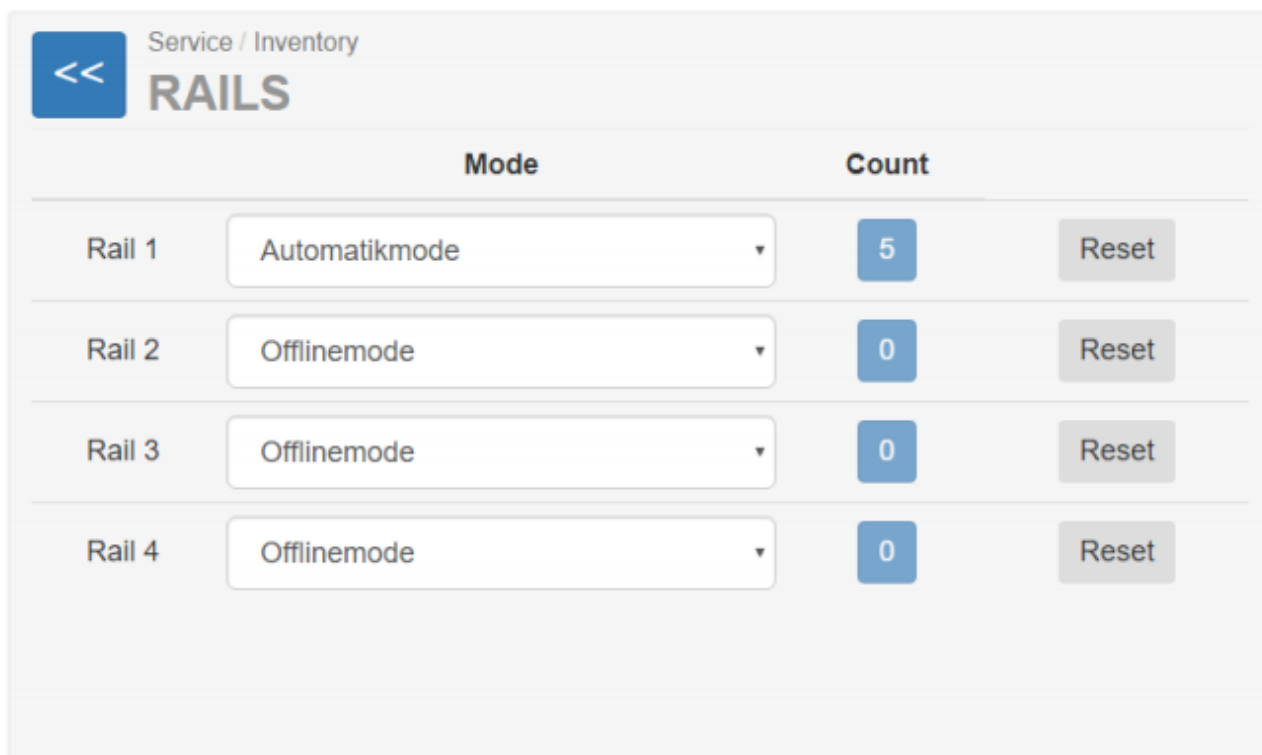 << Service / Inventory
RAILS
Mode Count
Rail 1 Automatikmode 5 Reset
Rail 2 Offlinemode 0 Reset
Rail 3 Offlinemode 0 Reset
Rail 4 Offlinemode 0 Reset